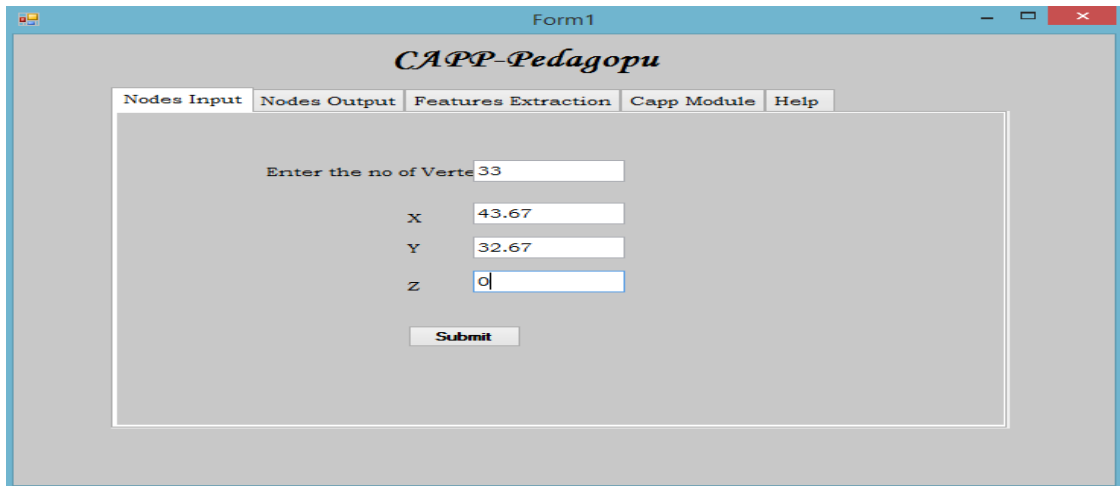 Form1
CAPP-Pedagopu
Nodes Input Nodes Output Features Extraction Capp Module Help
Enter the no of Verte 33
X 43.67
Y 32.67
Z 0
Submit